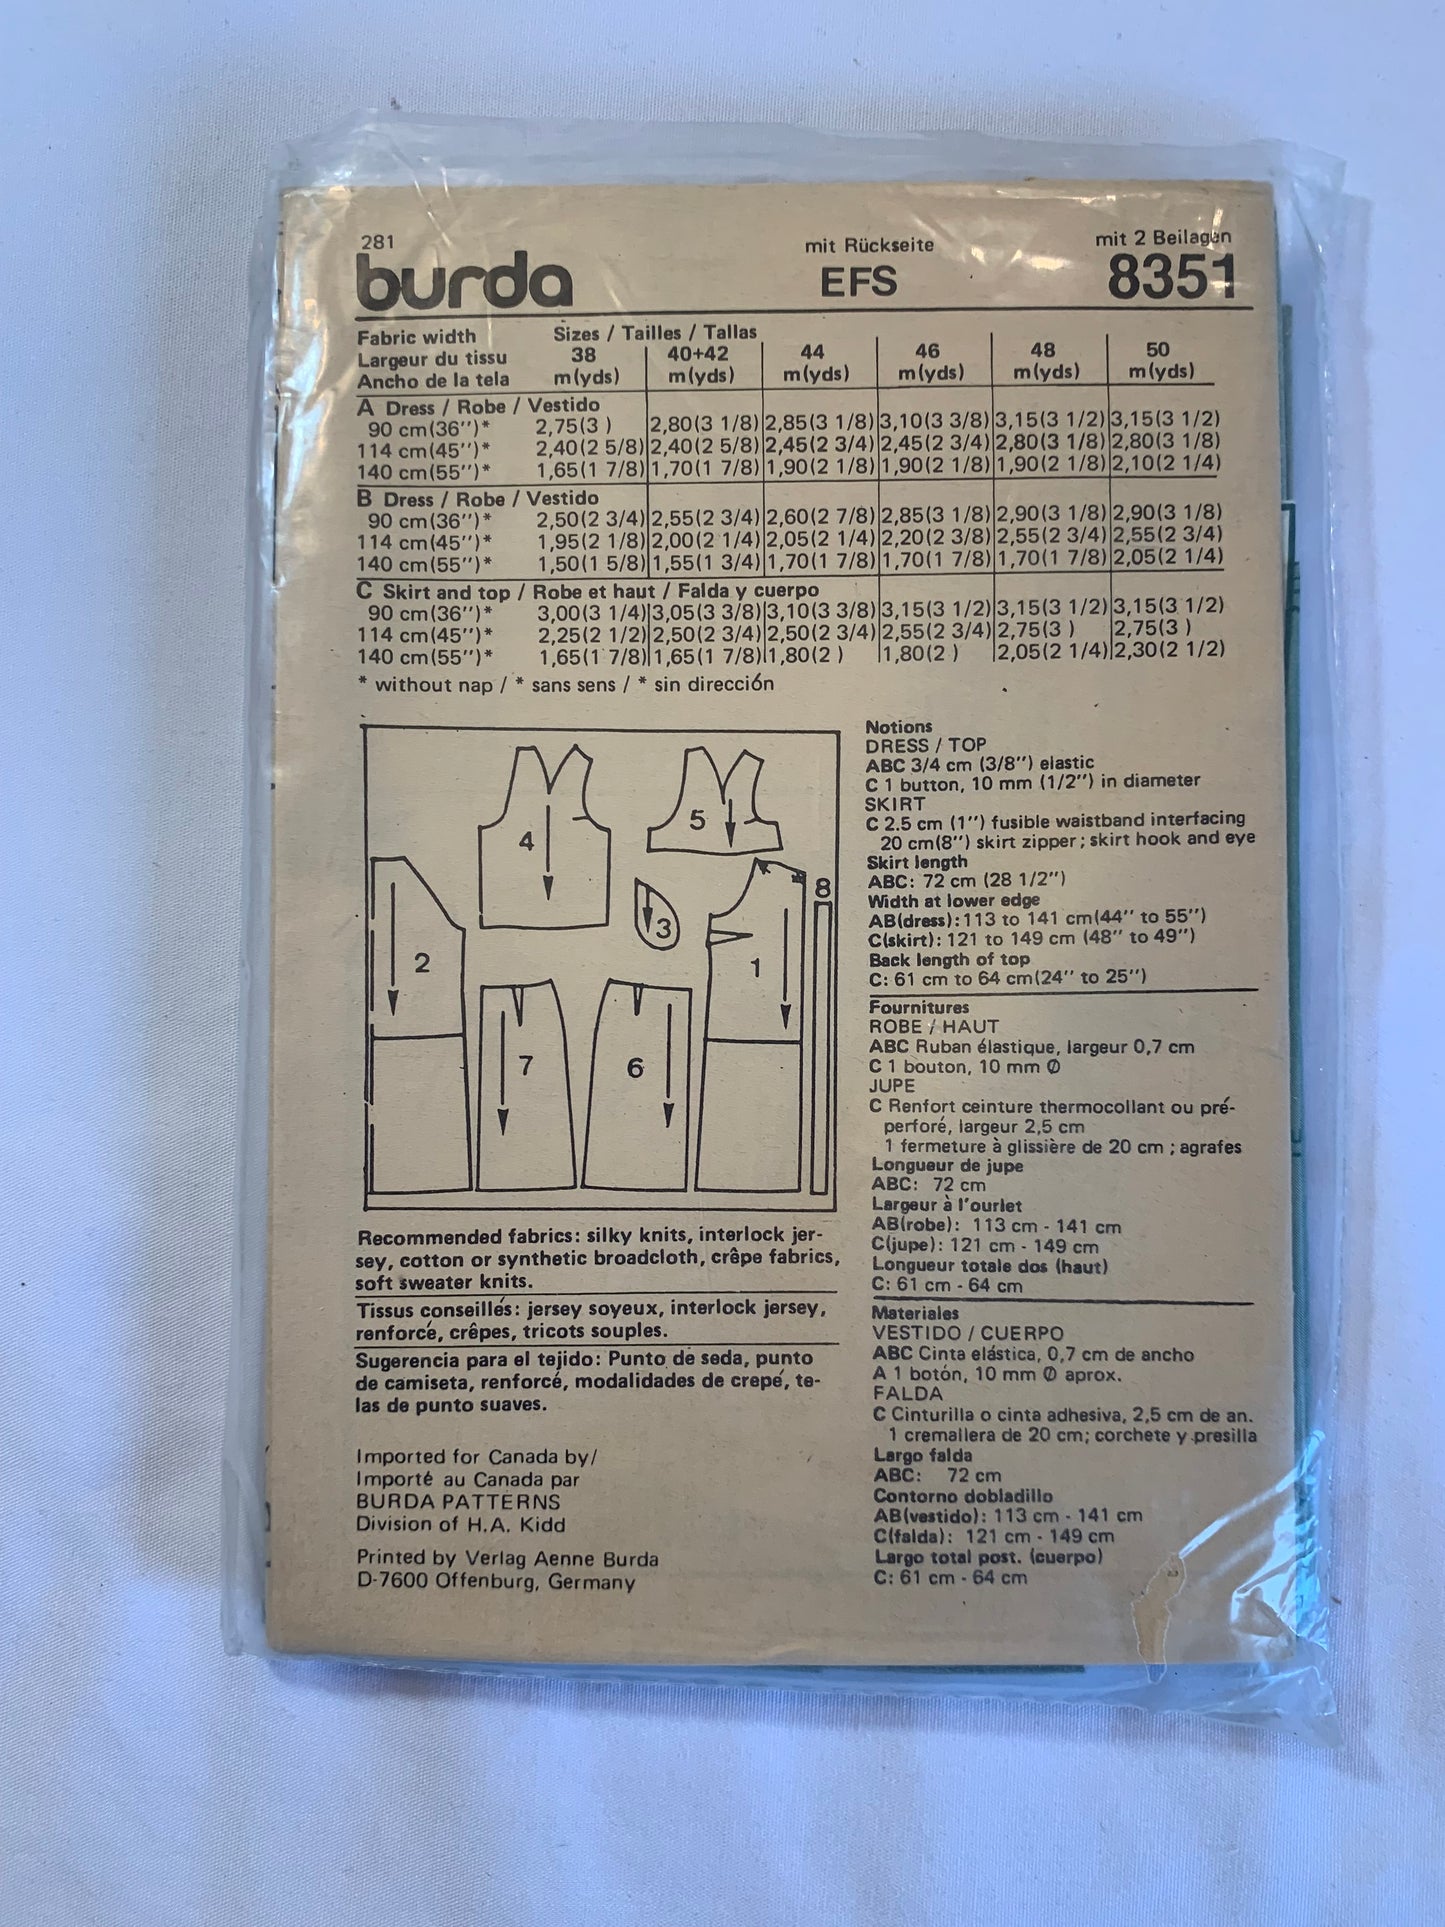 281
mit Rückseite
mit 2 Beilagen
burda
EFS
8351
Fabric width
Largeur du tissu
Ancho de la tela
Sizes / Tailles / Tallas
38 40+42 44 46 48 50
m(yds) m(yds) m(yds) m(yds) m(yds) m(yds)
A Dress / Robe / Vestido
90 cm(36'')* 2,75(3 ) 2,80(3 1/8) 2,85(3 1/8) 3,10(3 3/8) 3,15(3 1/2) 3,15(3 1/2)
114 cm(45'')* 2,40(2 5/8) 2,40(2 5/8) 2,45(2 3/4) 2,45(2 3/4) 2,80(3 1/8) 2,80(3 1/8)
140 cm(55'')* 1,65(1 7/8) 1,70(1 7/8) 1,90(2 1/8) 1,90(2 1/8) 1,90(2 1/8) 2,10(2 1/4)
B Dress / Robe / Vestido
90 cm(36'')* 2,50(2 3/4) 2,55(2 3/4) 2,60(2 7/8) 2,85(3 1/8) 2,90(3 1/8) 2,90(3 1/8)
114 cm(45'')* 1,95(2 1/8) 2,00(2 1/4) 2,05(2 1/4) 2,20(2 3/8) 2,55(2 3/4) 2,55(2 3/4)
140 cm(55'')* 1,50(1 5/8) 1,55(1 3/4) 1,70(1 7/8) 1,70(1 7/8) 1,70(1 7/8) 2,05(2 1/4)
C Skirt and top / Robe et haut / Falda y cuerpo
90 cm(36'')* 3,00(3 1/4) 3,05(3 3/8) 3,10(3 3/8) 3,15(3 1/2) 3,15(3 1/2) 3,15(3 1/2)
114 cm(45'')* 2,25(2 1/2) 2,50(2 3/4) 2,50(2 3/4) 2,55(2 3/4) 2,75(3 ) 2,75(3 )
140 cm(55'')* 1,65(1 7/8) 1,65(1 7/8) 1,80(2 ) 1,80(2 ) 2,05(2 1/4) 2,30(2 1/2)
* without nap / * sans sens / * sin dirección
4
5
8
3
2
1
7
6
Recommended fabrics: silky knits, interlock jer-
sey, cotton or synthetic broadcloth, crêpe fabrics,
soft sweater knits.
Tissus conseillés: jersey soyeux, interlock jersey,
renforcé, crêpes, tricots souples.
Sugerencia para el tejido: Punto de seda, punto
de camiseta, renforcé, modalidades de crepé, te-
las de punto suaves.
Imported for Canada by/
Importé au Canada par
BURDA PATTERNS
Division of H.A. Kidd
Printed by Verlag Aenne Burda
D-7600 Offenburg, Germany
Notions
DRESS / TOP
ABC 3/4 cm (3/8'') elastic
C 1 button, 10 mm (1/2'') in diameter
SKIRT
C 2.5 cm (1'') fusible waistband interfacing
20 cm(8'') skirt zipper; skirt hook and eye
Skirt length
ABC: 72 cm (28 1/2'')
Width at lower edge
AB(dress): 113 to 141 cm(44'' to 55'')
C(skirt): 121 to 149 cm (48'' to 49'')
Back length of top
C: 61 cm to 64 cm(24'' to 25'')
Fournitures
ROBE / HAUT
ABC Ruban élastique, largeur 0,7 cm
C 1 bouton, 10 mm Ø
JUPE
C Renfort ceinture thermocollant ou pré-
perforé, largeur 2,5 cm
1 fermeture à glissière de 20 cm ; agrafes
Longueur de jupe
ABC: 72 cm
Largeur à l'ourlet
AB(robe): 113 cm - 141 cm
C(jupe): 121 cm - 149 cm
Longueur totale dos (haut)
C: 61 cm - 64 cm
Materiales
VESTIDO / CUERPO
ABC Cinta elástica, 0,7 cm de ancho
A 1 botón, 10 mm Ø aprox.
FALDA
C Cinturilla o cinta adhesiva, 2,5 cm de an.
1 cremallera de 20 cm; corchete y presilla
Largo falda
ABC: 72 cm
Contorno dobladillo
AB(vestido): 113 cm - 141 cm
C(falda): 121 cm - 149 cm
Largo total post. (cuerpo)
C: 61 cm - 64 cm